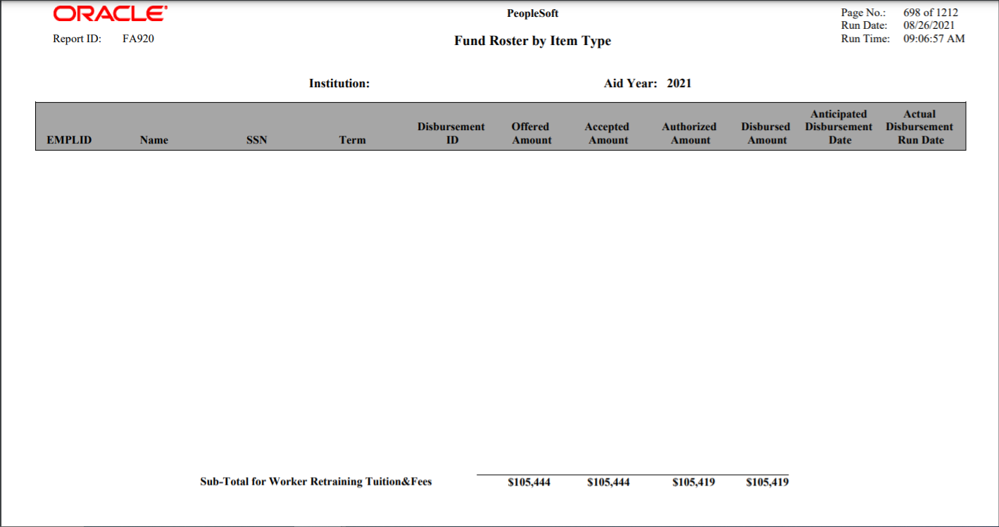 ORACLE
PeopleSoft
Page No.: 698 of 1212
Run Date: 08/26/2021
Report ID: FA920
Fund Roster by Item Type
Run Time: 09:06:57 AM
Institution: Aid Year: 2021
Anticipated Actual
Disbursement Offered Accepted Authorized Disbursed Disbursement Disbursement
EMPLID Name SSN Term ID Amount Amount Amount Amount Date Run Date
Sub-Total for Worker Retraining Tuition&Fees $105,444 $105,444 $105,419 $105,419